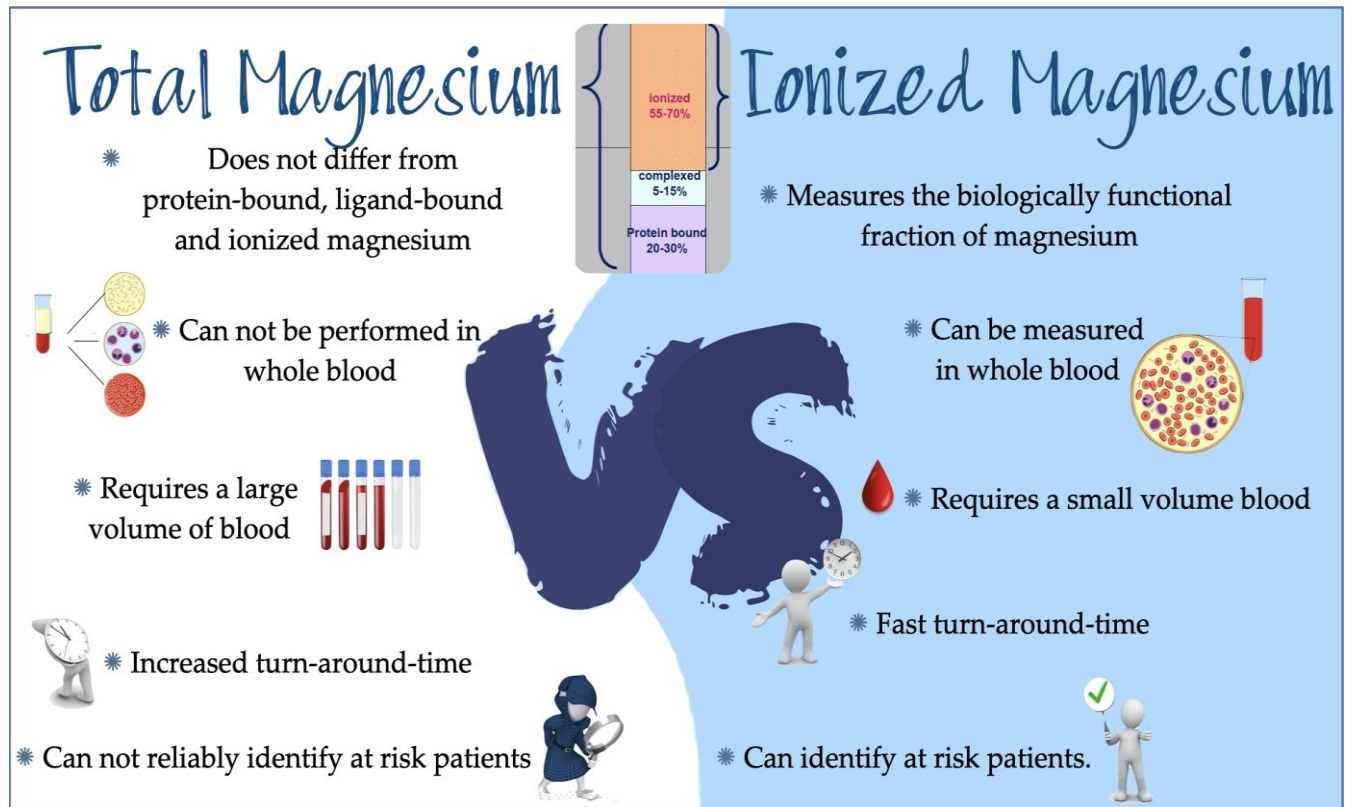 Total Magnesium
Does not differ from
protein-bound, ligand-bound
and ionized magnesium
Can not be performed in
whole blood
Requires a large
volume of blood
Increased turn-around-time
Can not reliably identify at risk patients
ionized
55-70%
complexed
5-15%
Protein bound
20-30%
VS
Ionized Magnesium
Measures the biologically functional
fraction of magnesium
Can be measured
in whole blood
Requires a small volume blood
Fast turn-around-time
Can identify at risk patients.